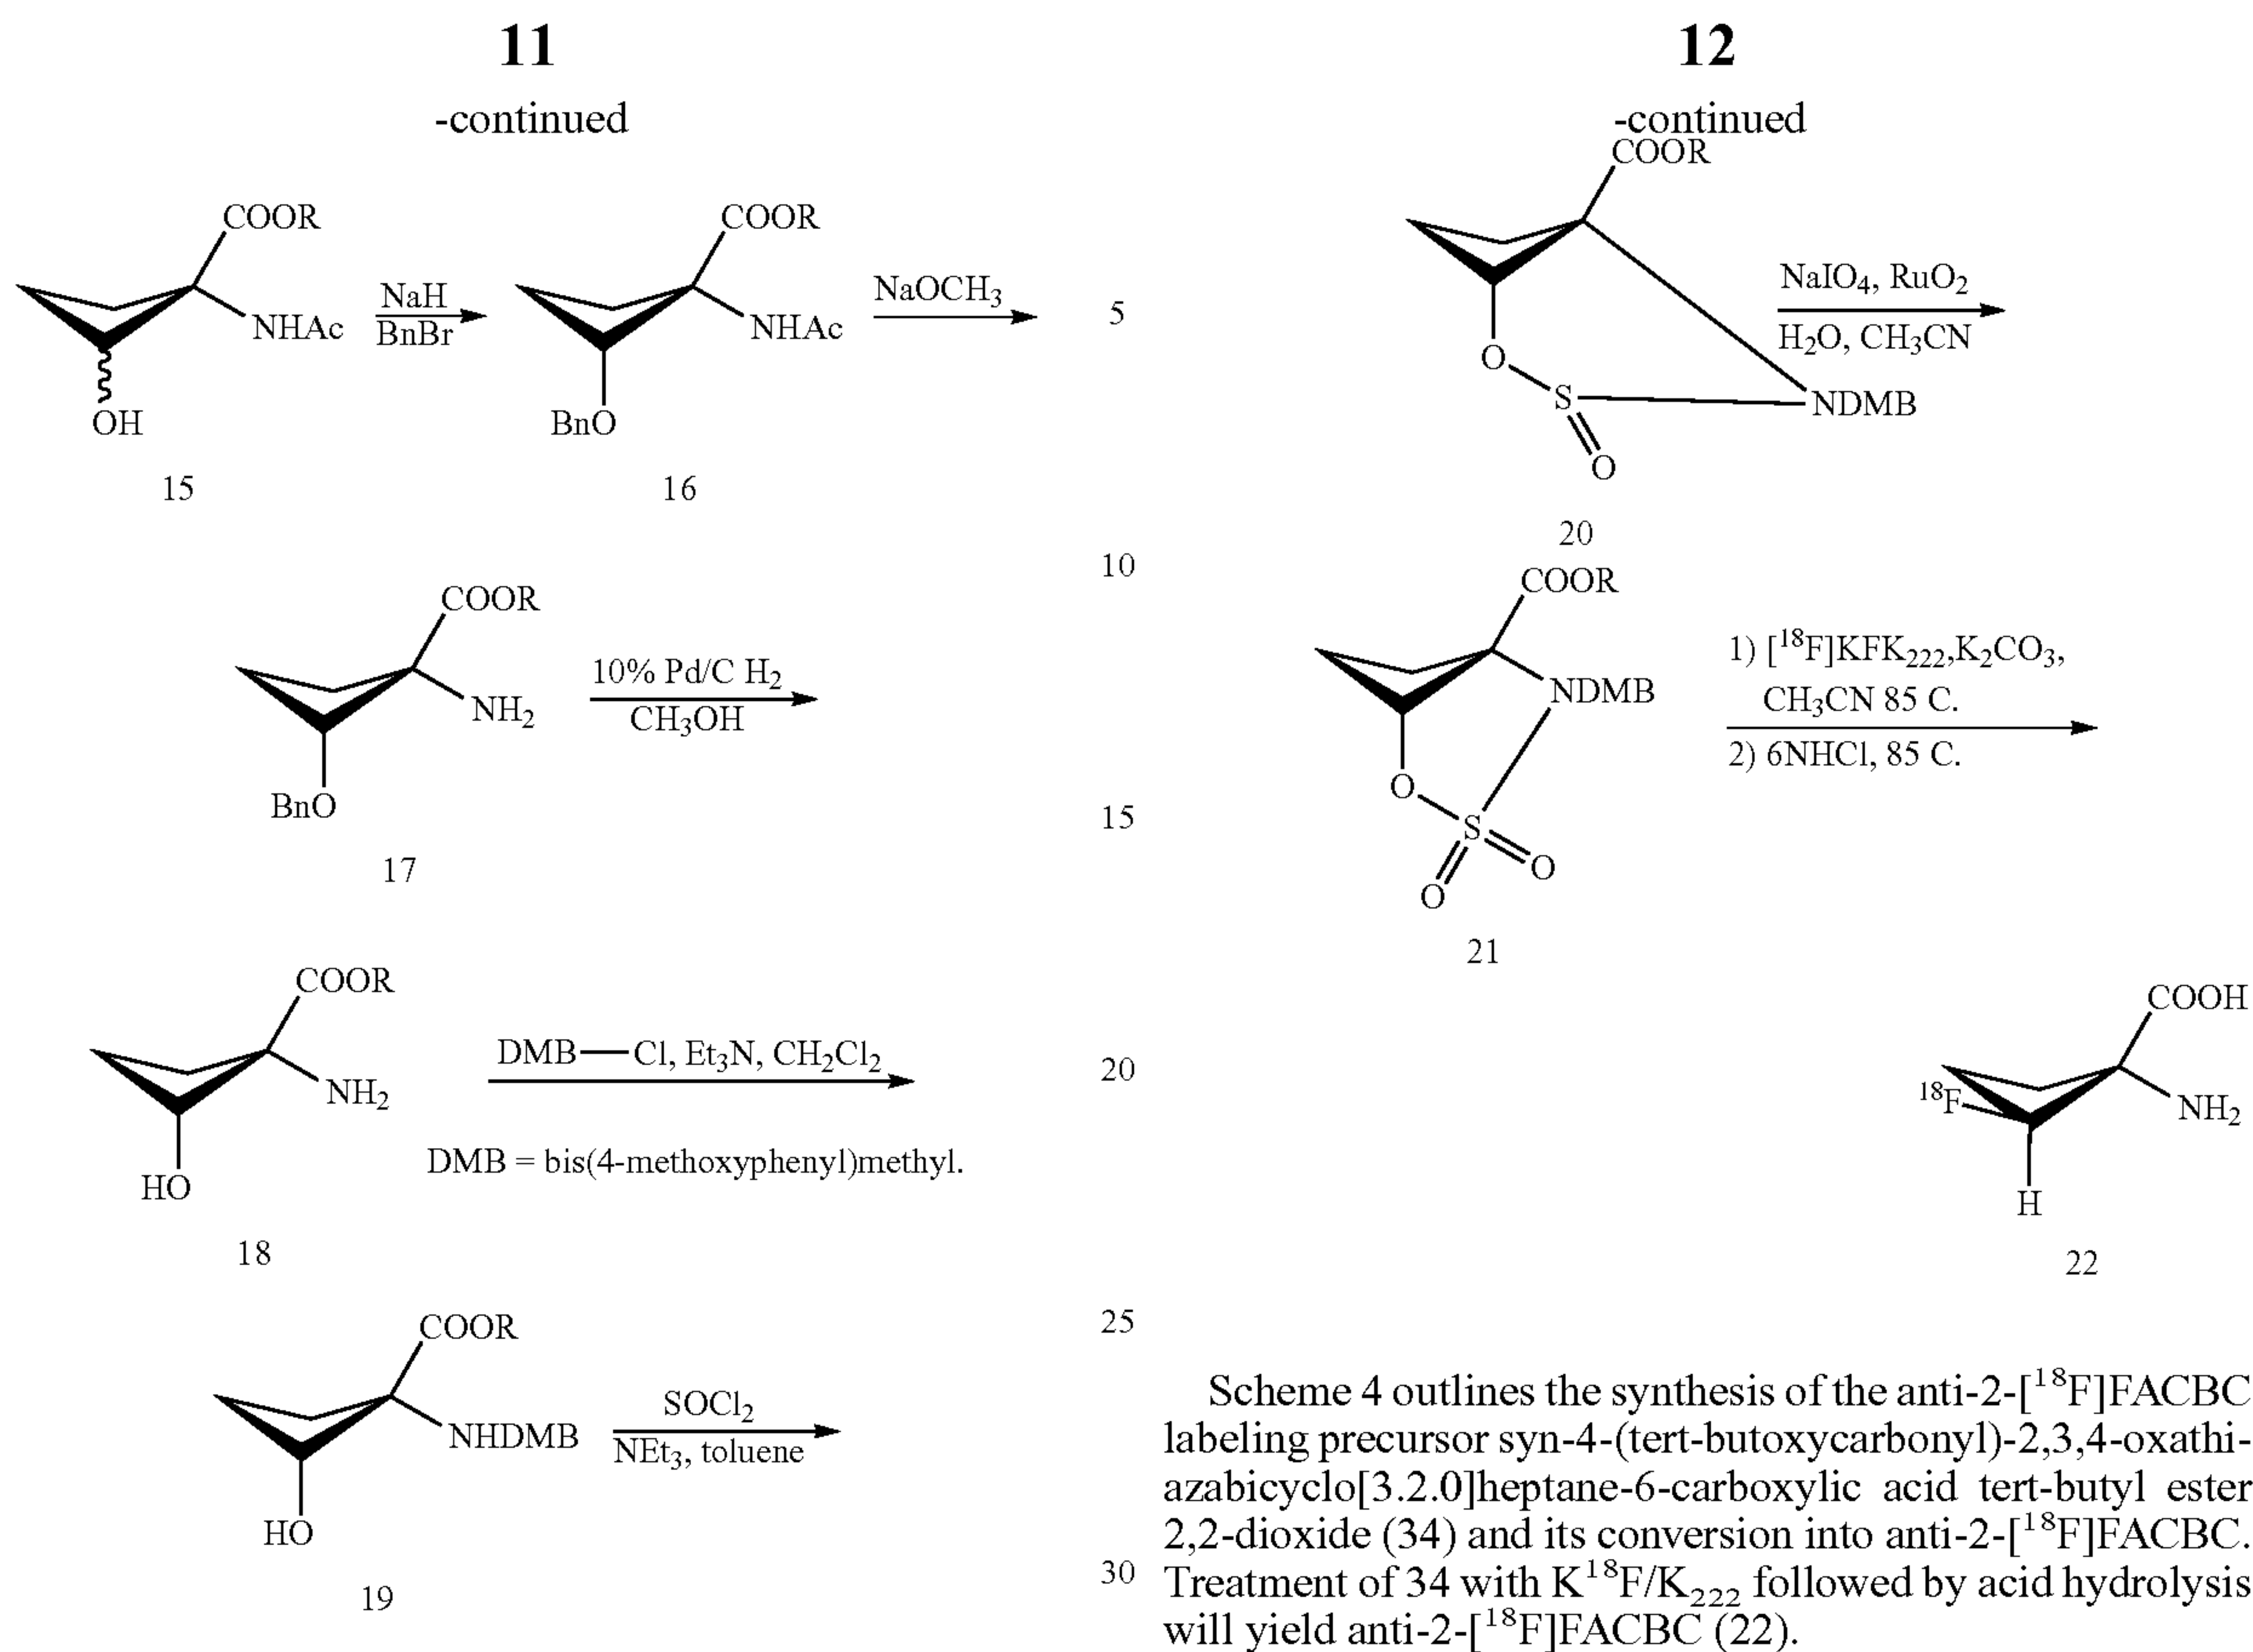 11
-continued
COOR
NHAc
OH
15
NaH
BnBr
COOR
NHAc
BnO
16
NaOCH₃
COOR
NH₂
BnO
17
10% Pd/C H₂
CH₃OH
COOR
NH₂
HO
18
DMB—Cl, Et₃N, CH₂Cl₂
DMB = bis(4-methoxyphenyl)methyl.
COOR
NHDMB
HO
19
SOCl₂
NEt₃, toluene
5
10
15
20
25
30
12
-continued
COOR
O
S
NDMB
O
20
NaIO₄, RuO₂
H₂O, CH₃CN
COOR
NDMB
O
S
O
O
21
1) [¹⁸F]KFK₂₂₂,K₂CO₃,
CH₃CN 85 C.
2) 6NHCl, 85 C.
COOH
¹⁸F
NH₂
H
22
Scheme 4 outlines the synthesis of the anti-2-[¹⁸F]FACBC
labeling precursor syn-4-(tert-butoxycarbonyl)-2,3,4-oxathi-
azabicyclo[3.2.0]heptane-6-carboxylic acid tert-butyl ester
2,2-dioxide (34) and its conversion into anti-2-[¹⁸F]FACBC.
Treatment of 34 with K¹⁸F/K₂₂₂ followed by acid hydrolysis
will yield anti-2-[¹⁸F]FACBC (22).